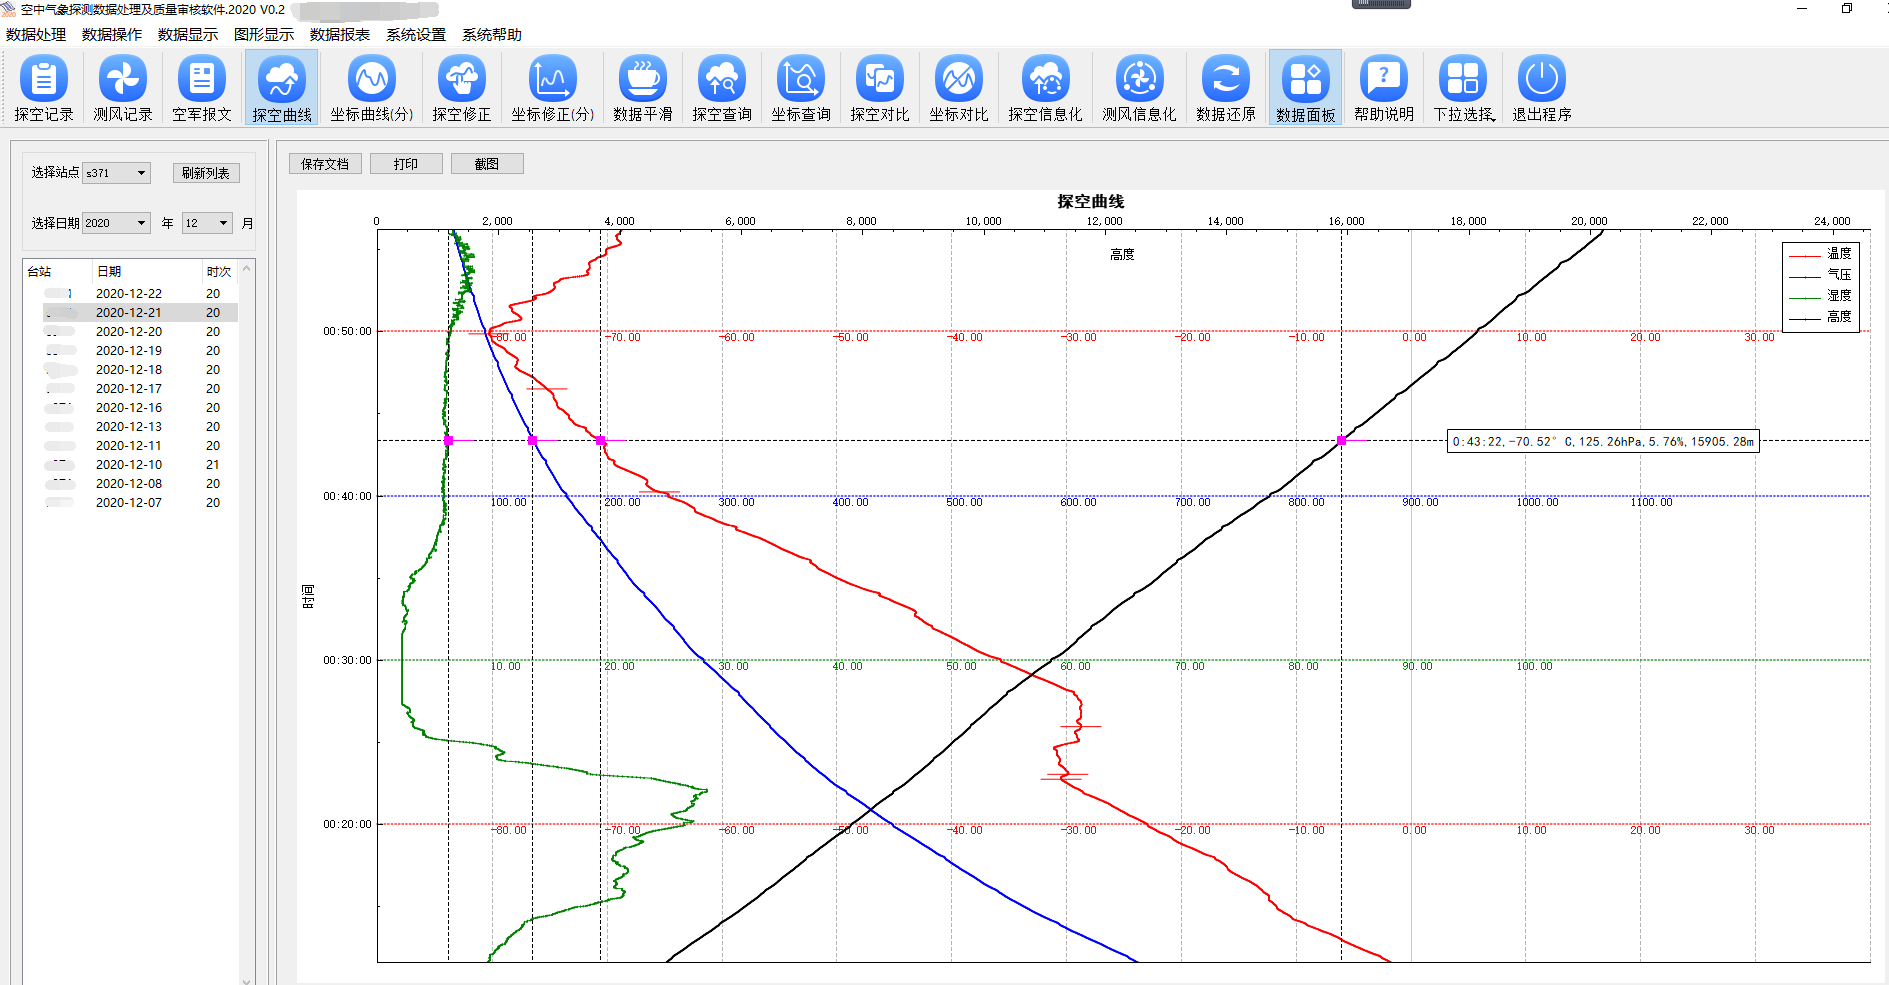 空中气象探测数据处理及质量审核软件.2020 V0.2
数据处理 数据操作 数据显示 图形显示 数据报表 系统设置 系统帮助
探空记录 测风记录 空军报文 探空曲线 坐标曲线(分) 探空修正 坐标修正(分) 数据平滑 探空查询 坐标查询 探空对比 坐标对比 探空信息化 测风信息化 数据还原 数据面板 帮助说明 下拉选择 退出程序
选择站点 s371 刷新列表
选择日期 2020 年 12 月
台站 日期 时次
2020-12-22 20
2020-12-21 20
2020-12-20 20
2020-12-19 20
2020-12-18 20
2020-12-17 20
2020-12-16 20
2020-12-13 20
2020-12-11 20
2020-12-10 21
2020-12-08 20
2020-12-07 20
保存文档 打印 截图
探空曲线
0 2,000 4,000 6,000 8,000 10,000 12,000 14,000 16,000 18,000 20,000 22,000 24,000
高度
温度
气压
湿度
高度
00:50:00
-80.00 -70.00 -60.00 -50.00 -40.00 -30.00 -20.00 -10.00 0.00 10.00 20.00 30.00
0:43:22,-70.52° C,125.26hPa,5.76%,15905.28m
00:40:00
100.00 200.00 300.00 400.00 500.00 600.00 700.00 800.00 900.00 1000.00 1100.00
时间
00:30:00
10.00 20.00 30.00 40.00 50.00 60.00 70.00 80.00 90.00 100.00
00:20:00
-80.00 -70.00 -60.00 -50.00 -40.00 -30.00 -20.00 -10.00 0.00 10.00 20.00 30.00